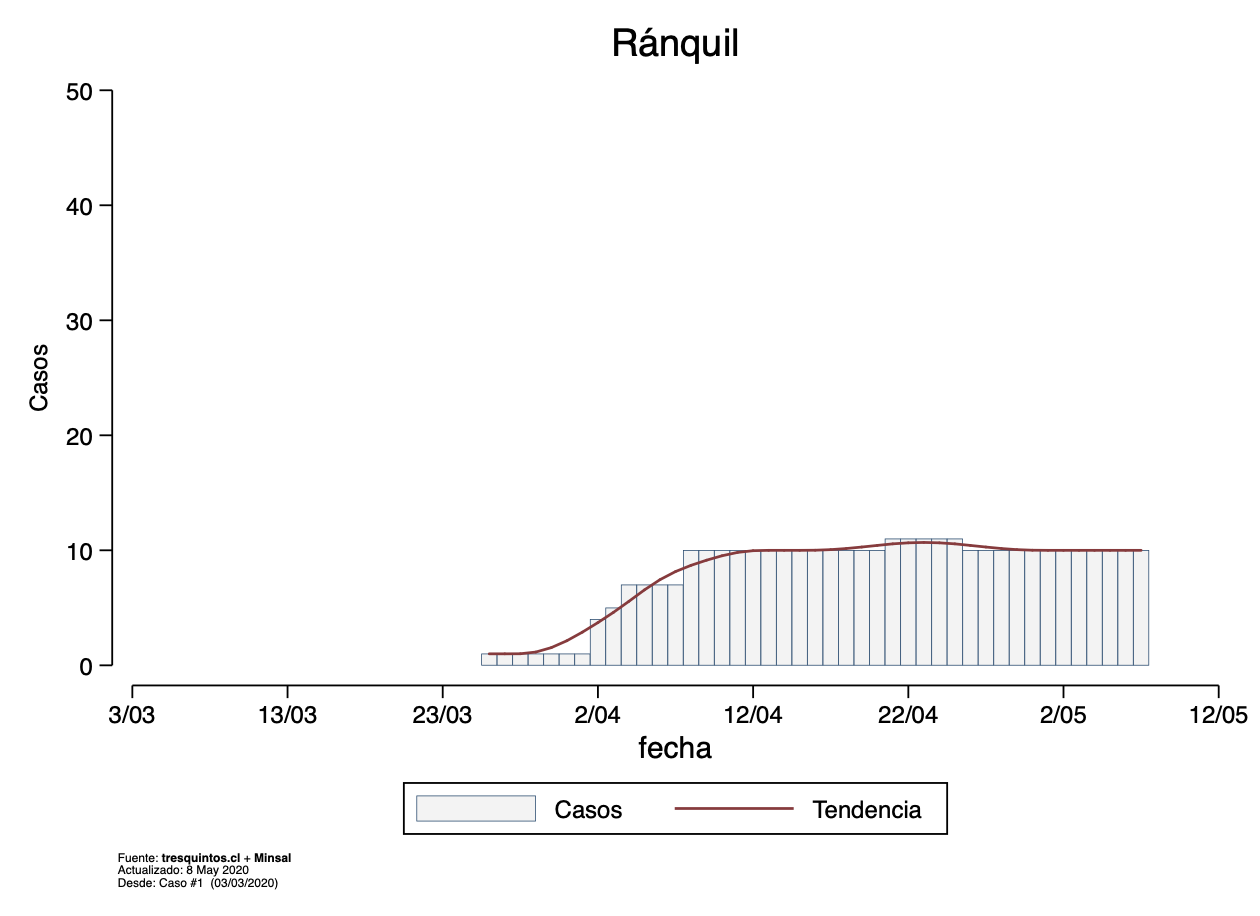 Ránquil
50
40
30
20
10
0
Casos
3/03 13/03 23/03 2/04 12/04 22/04 2/05 12/05
fecha
Casos Tendencia
Fuente: tresquintos.cl + Minsal
Actualizado: 8 May 2020
Desde: Caso #1 (03/03/2020)